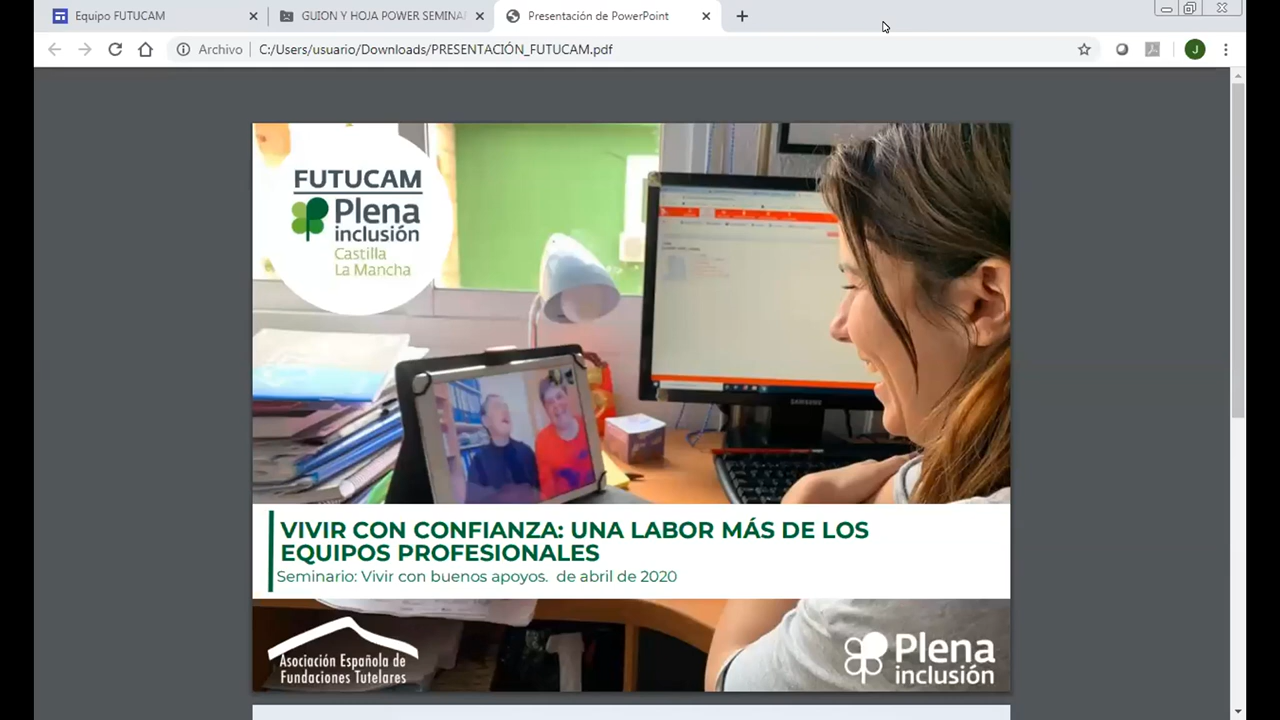 Equipo FUTUCAM
GUION Y HOJA POWER SEMINA
Presentación de PowerPoint
Archivo
C:/Users/usuario/Downloads/PRESENTACIÓN_FUTUCAM.pdf
J
FUTUCAM
Plena
inclusión
Castilla
La Mancha
SAMSUNG
VIVIR CON CONFIANZA: UNA LABOR MÁS DE LOS
EQUIPOS PROFESIONALES
Seminario: Vivir con buenos apoyos. de abril de 2020
Asociación Española de
Fundaciones Tutelares
Plena
inclusión